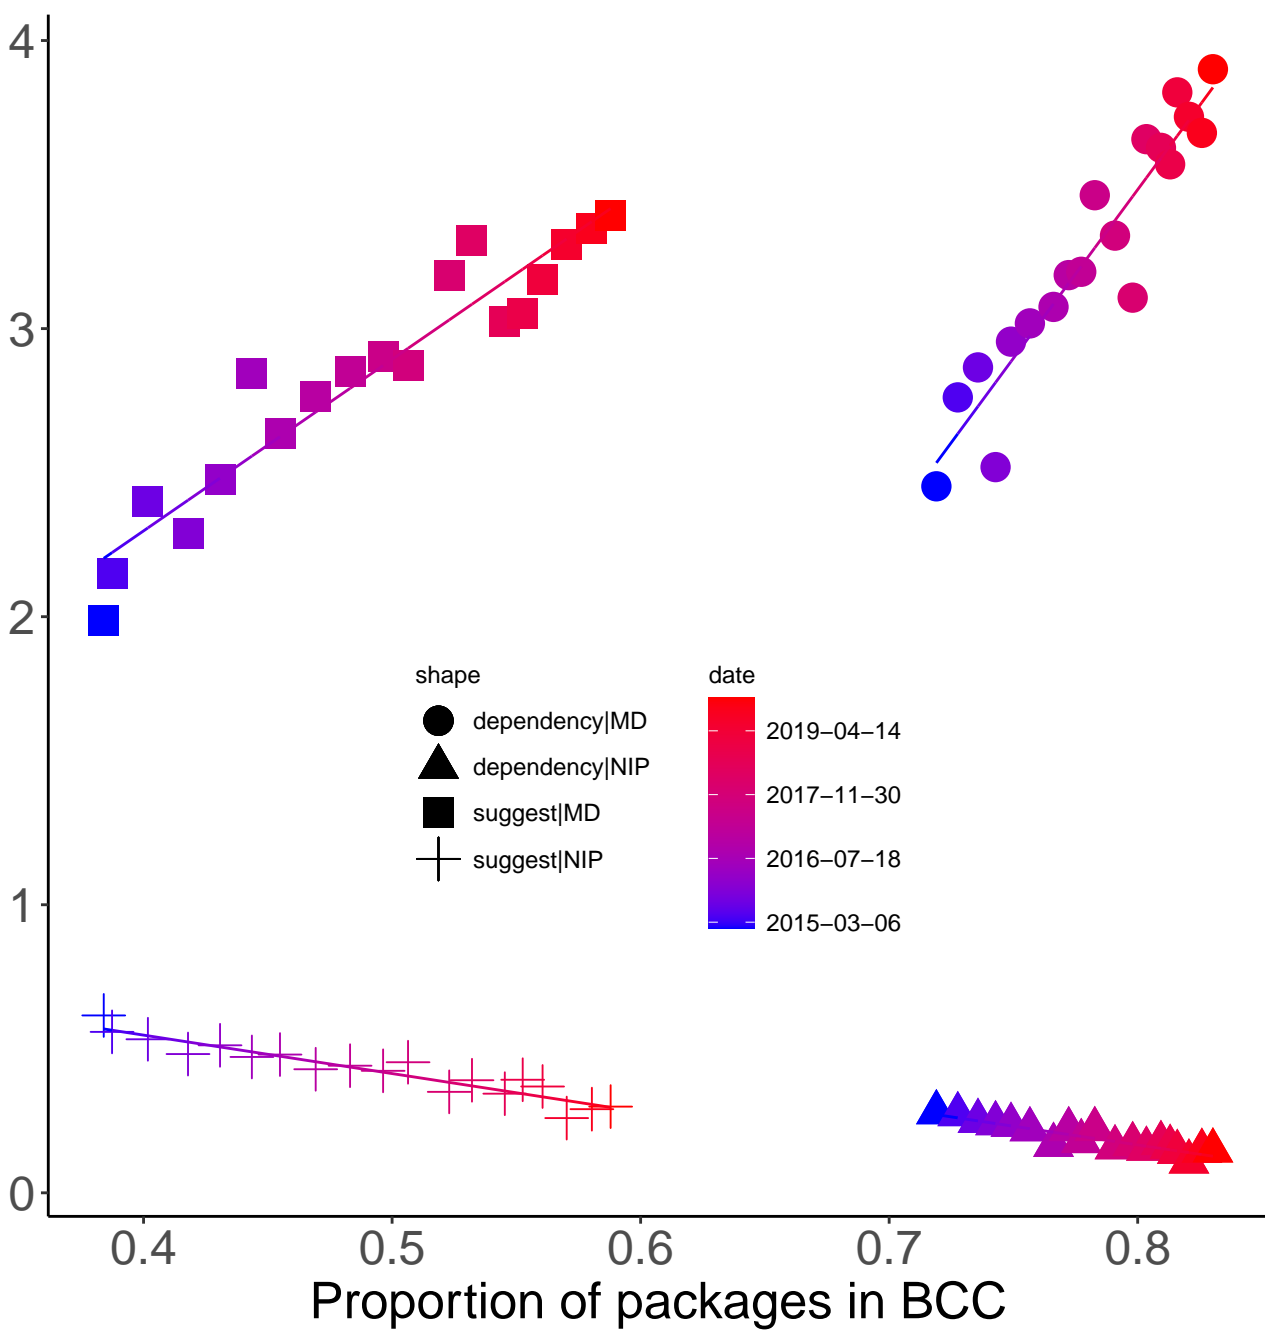 4
3
2
1
0
shape
dependency|MD
dependency|NIP
suggest|MD
suggest|NIP
date
2019−04−14
2017−11−30
2016−07−18
2015−03−06
0.4 0.5 0.6 0.7 0.8
Proportion of packages in BCC